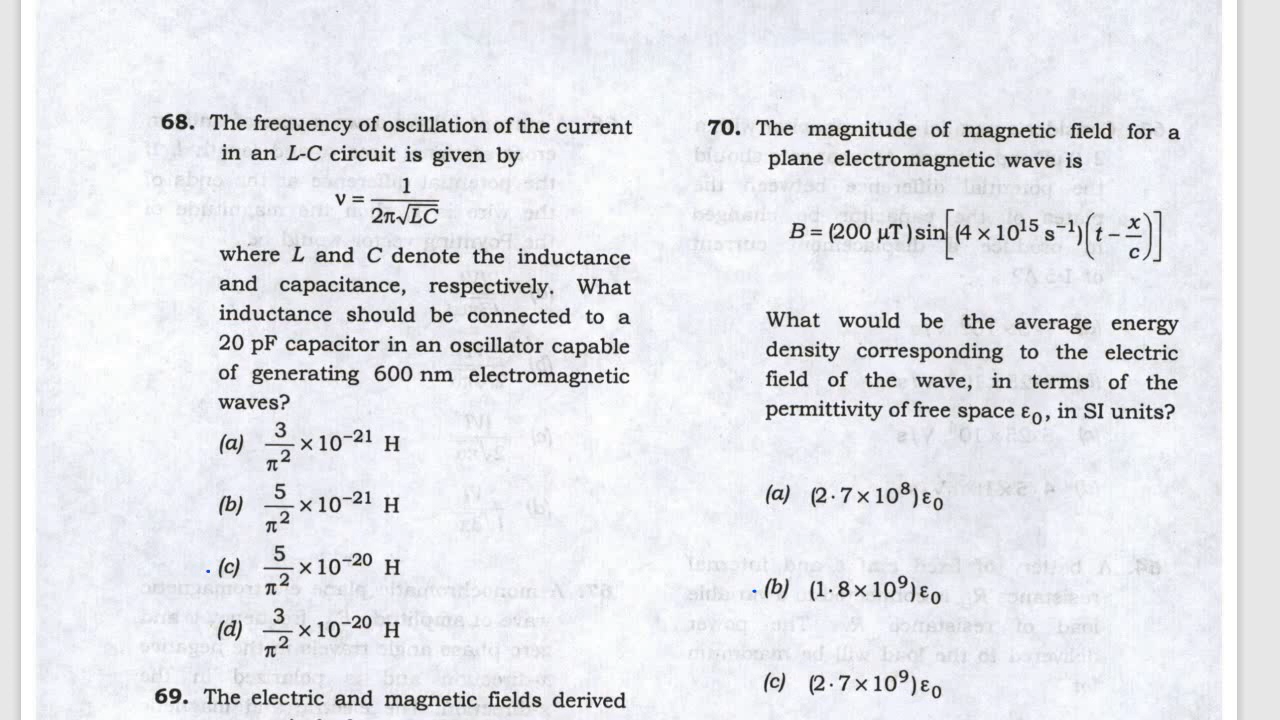 68. The frequency of oscillation of the current
in an L-C circuit is given by
ν = 1 / 2π√LC
where L and C denote the inductance
and capacitance, respectively. What
inductance should be connected to a
20 pF capacitor in an oscillator capable
of generating 600 nm electromagnetic
waves?
(a) 3/π² × 10⁻²¹ H
(b) 5/π² × 10⁻²¹ H
(c) 5/π² × 10⁻²⁰ H
(d) 3/π² × 10⁻²⁰ H
69. The electric and magnetic fields derived
70. The magnitude of magnetic field for a
plane electromagnetic wave is
B = (200 μT) sin[(4 × 10¹⁵ s⁻¹)(t − x/c)]
What would be the average energy
density corresponding to the electric
field of the wave, in terms of the
permittivity of free space ε₀, in SI units?
(a) (2·7 × 10⁸) ε₀
(b) (1·8 × 10⁹) ε₀
(c) (2·7 × 10⁹) ε₀